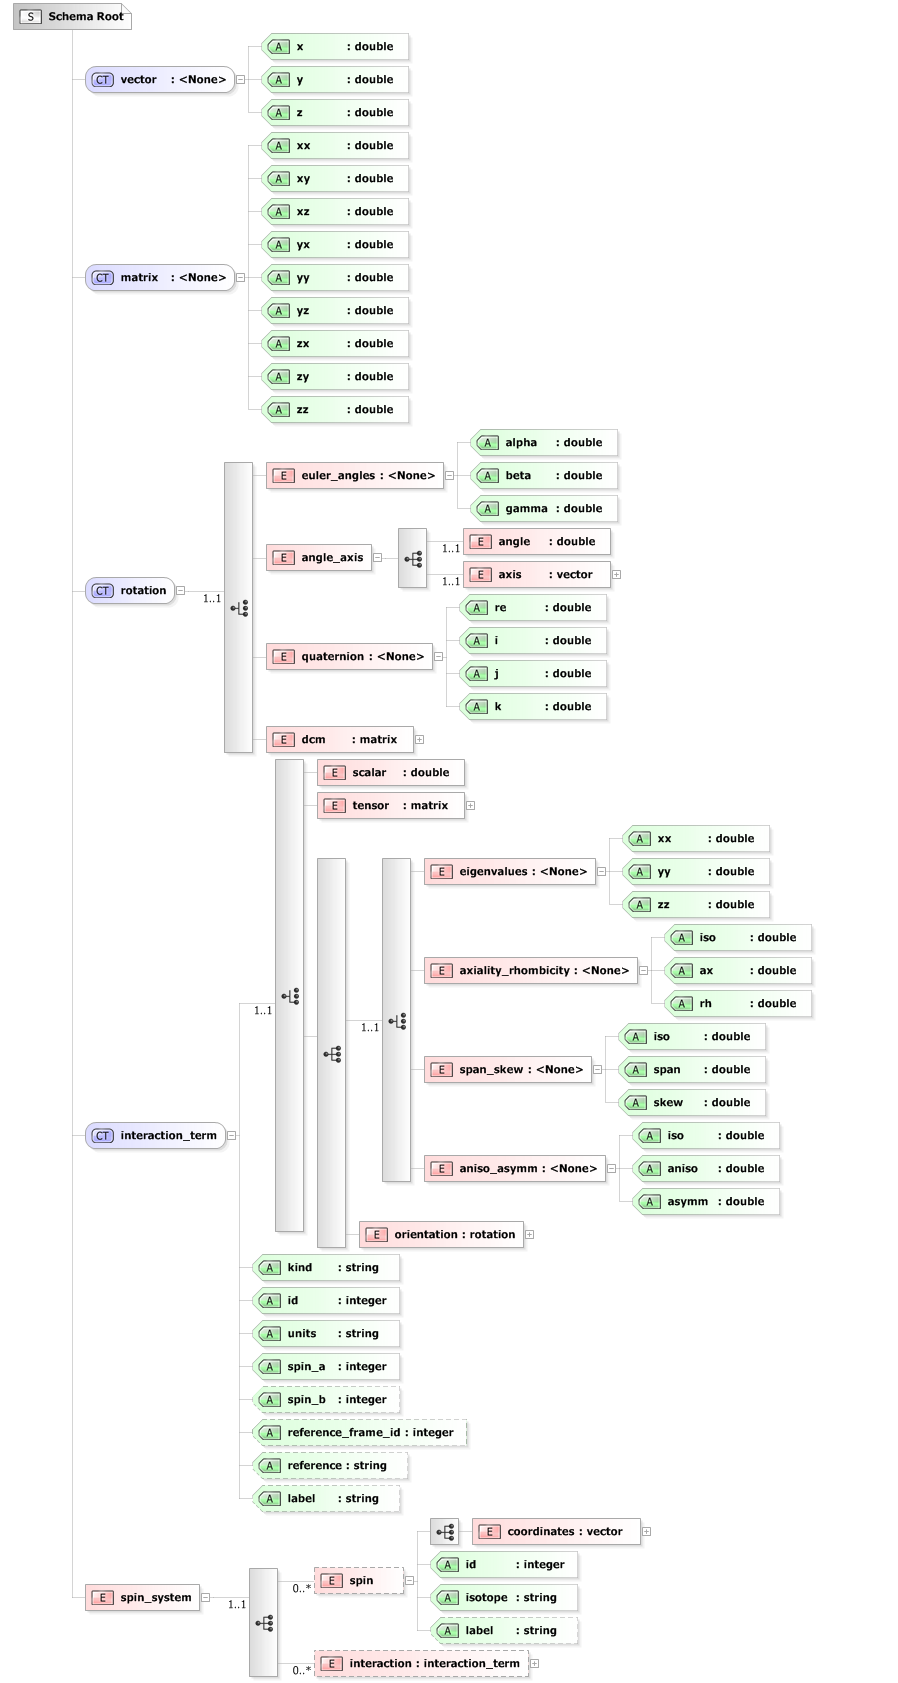 S Schema Root
A x : double
CT vector : <None>
A y : double
A z : double
A xx : double
A xy : double
A xz : double
A yx : double
CT matrix : <None>
A yy : double
A yz : double
A zx : double
A zy : double
A zz : double
CT rotation
1..1
E euler_angles : <None>
A alpha : double
A beta : double
A gamma : double
E angle_axis
1..1
E angle : double
1..1
E axis : vector
E quaternion : <None>
A re : double
A i : double
A j : double
A k : double
E dcm : matrix
CT interaction_term
1..1
E scalar : double
E tensor : matrix
1..1
E eigenvalues : <None>
A xx : double
A yy : double
A zz : double
E axiality_rhombicity : <None>
A iso : double
A ax : double
A rh : double
E span_skew : <None>
A iso : double
A span : double
A skew : double
E aniso_asymm : <None>
A iso : double
A aniso : double
A asymm : double
E orientation : rotation
A kind : string
A id : integer
A units : string
A spin_a : integer
A spin_b : integer
A reference_frame_id : integer
A reference : string
A label : string
E spin_system
1..1
0..*
E spin
E coordinates : vector
A id : integer
A isotope : string
A label : string
0..*
E interaction : interaction_term